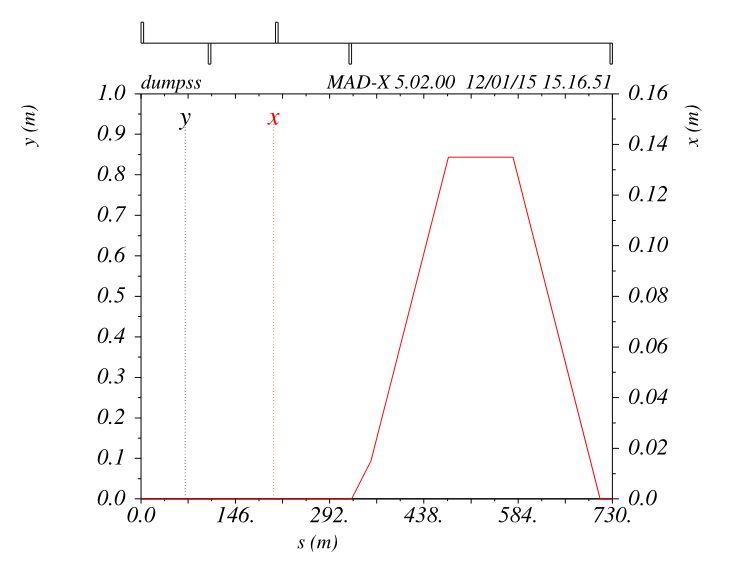 dumpss MAD-X 5.02.00 12/01/15 15.16.51
1.0 0.16
y x
0.9 0.14
0.8 0.12
0.7
0.6 0.10
0.5 0.08
0.4 0.06
0.3 0.04
0.2 0.02
0.1
0.0 0.0
0.0 146. 292. 438. 584. 730.
s (m)
y (m)
x (m)